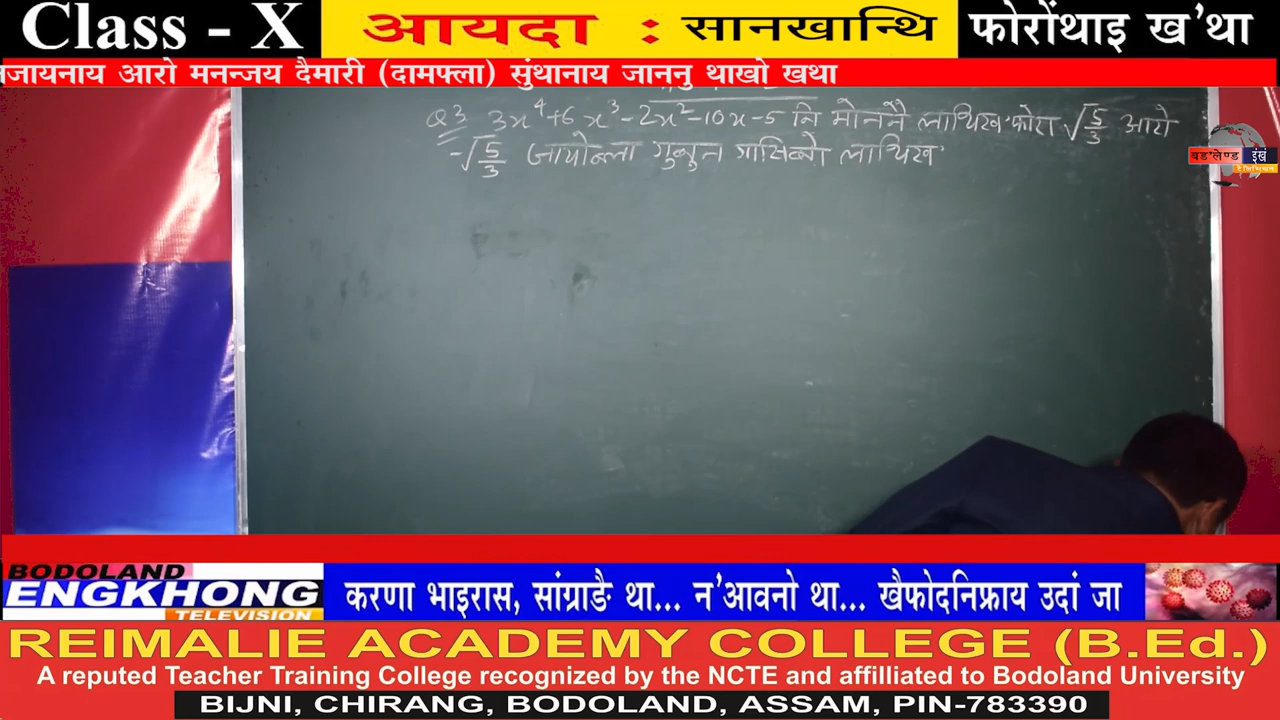 Class - X
आयदा : सानखान्थि
फोरोंथाइ ख'था
जायनाय आरो मनन्जय दैमारी (दामफ्ला) सुंथानाय जाननु थाखो खथा
Q3 3x⁴+6x³-2x²-10x-5 नि मोननै लाथिख'फोरा √5/3 आरो
-√5/3 जायोब्ला गुबुन गासिबो लाथिख'
बड'लेण्ड इंखं
BODOLAND
ENGKHONG
TELEVISION
करणा भाइरास, सांग्राङै था... न'आवनो था... खैफोदनिफ्राय उदां जा
REIMALIE ACADEMY COLLEGE (B.Ed.)
A reputed Teacher Training College recognized by the NCTE and affilliated to Bodoland University
BIJNI, CHIRANG, BODOLAND, ASSAM, PIN-783390